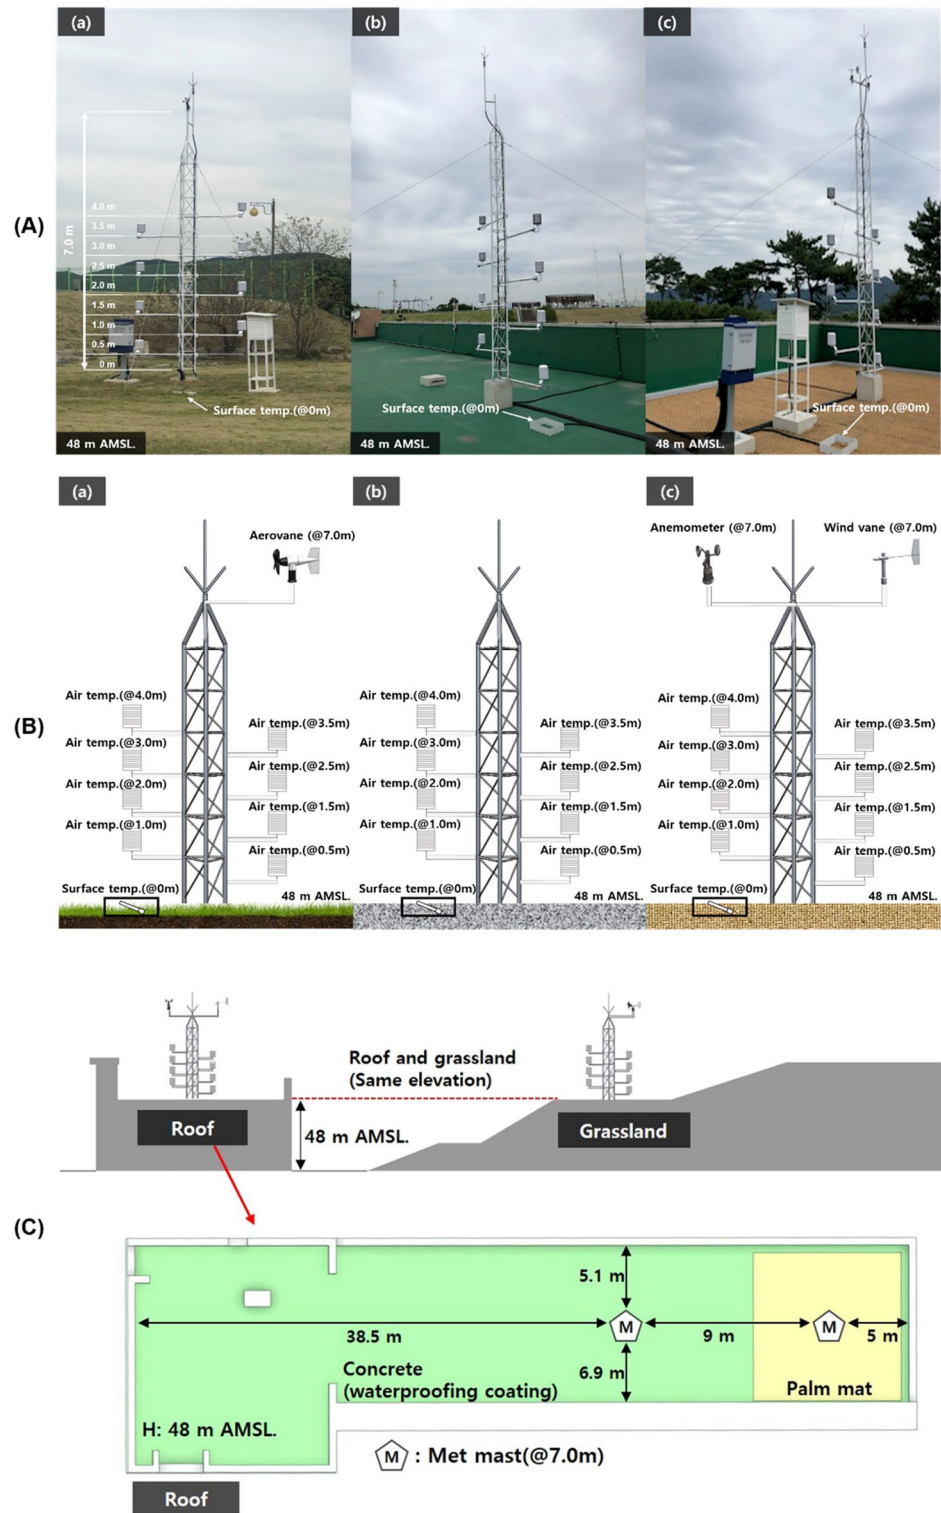 (A)
(a)
7.0 m
4.0 m
3.5 m
3.0 m
2.5 m
2.0 m
1.5 m
1.0 m
0.5 m
0 m
Surface temp.(@0m)
48 m AMSL.
(b)
Surface temp.(@0m)
48 m AMSL.
(c)
Surface temp.(@0m)
48 m AMSL.
(B)
(a)
Aerovane (@7.0m)
Air temp.(@4.0m)
Air temp.(@3.5m)
Air temp.(@3.0m)
Air temp.(@2.5m)
Air temp.(@2.0m)
Air temp.(@1.5m)
Air temp.(@1.0m)
Air temp.(@0.5m)
Surface temp.(@0m)
48 m AMSL.
(b)
Air temp.(@4.0m)
Air temp.(@3.5m)
Air temp.(@3.0m)
Air temp.(@2.5m)
Air temp.(@2.0m)
Air temp.(@1.5m)
Air temp.(@1.0m)
Air temp.(@0.5m)
Surface temp.(@0m)
48 m AMSL.
(c)
Anemometer (@7.0m)
Wind vane (@7.0m)
Air temp.(@4.0m)
Air temp.(@3.5m)
Air temp.(@3.0m)
Air temp.(@2.5m)
Air temp.(@2.0m)
Air temp.(@1.5m)
Air temp.(@1.0m)
Air temp.(@0.5m)
Surface temp.(@0m)
48 m AMSL.
(C)
Roof and grassland
(Same elevation)
Roof
48 m AMSL.
Grassland
5.1 m
M
M
38.5 m
9 m
5 m
6.9 m
Concrete
(waterproofing coating)
Palm mat
H: 48 m AMSL.
M : Met mast(@7.0m)
Roof